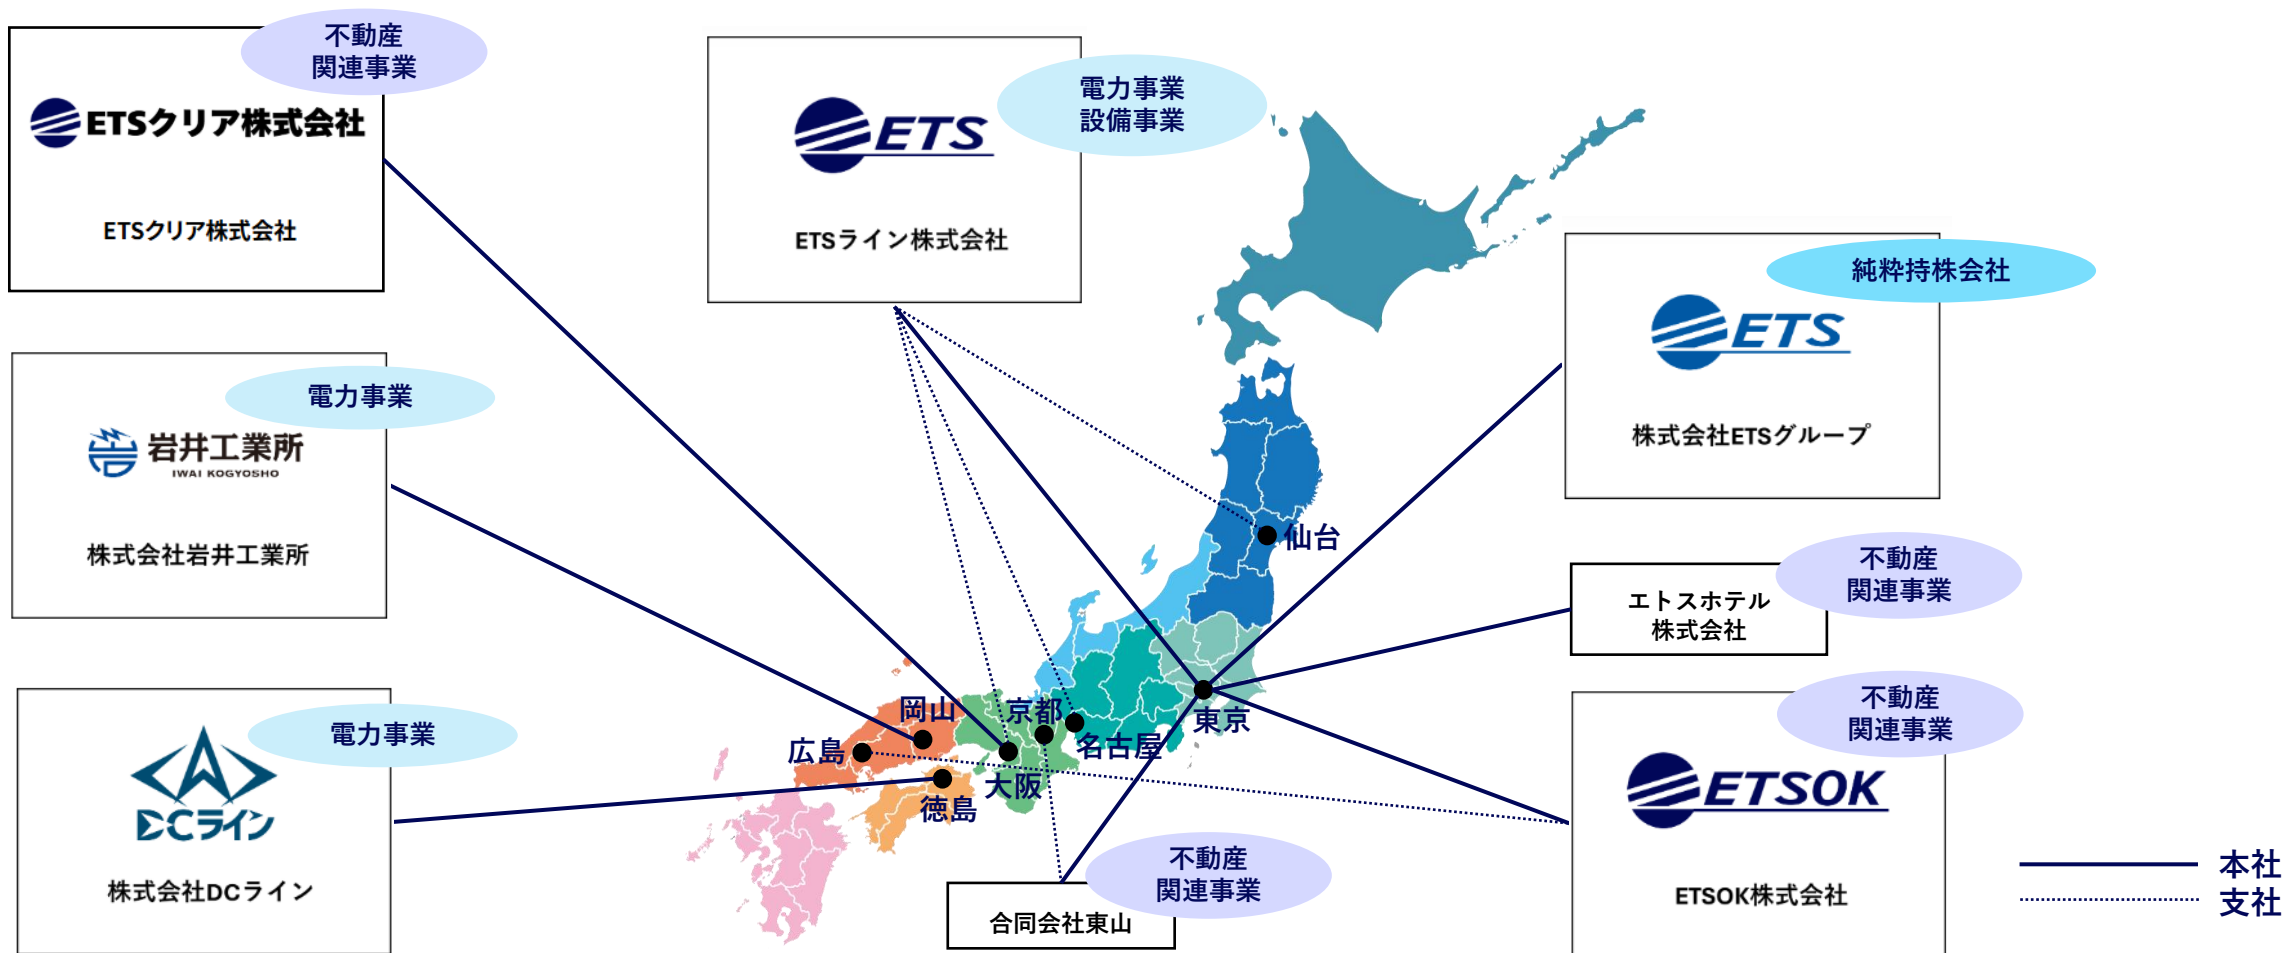 不動産
関連事業
ETSクリア株式会社
ETSクリア株式会社
電力事業
設備事業
ETS
ETSライン株式会社
純粋持株会社
ETS
株式会社ETSグループ
電力事業
岩井工業所
IWAI KOGYOSHO
株式会社岩井工業所
不動産
関連事業
エトスホテル
株式会社
電力事業
DCライン
株式会社DCライン
不動産
関連事業
ETSOK
ETSOK株式会社
不動産
関連事業
合同会社東山
仙台
東京
名古屋
京都
大阪
岡山
広島
徳島
本社
支社